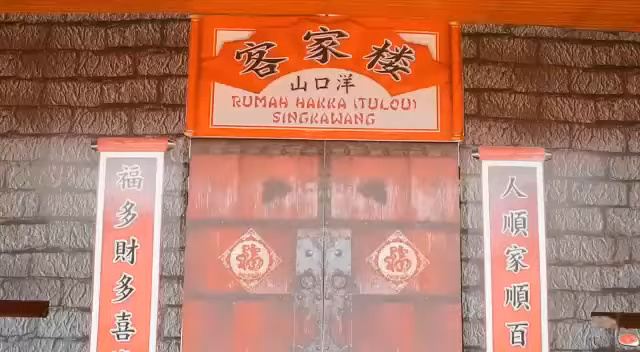 客家楼
山口洋
RUMAH HAKKA (TULOU)
SINGKAWANG
福多財多喜
人順家順百
福
福